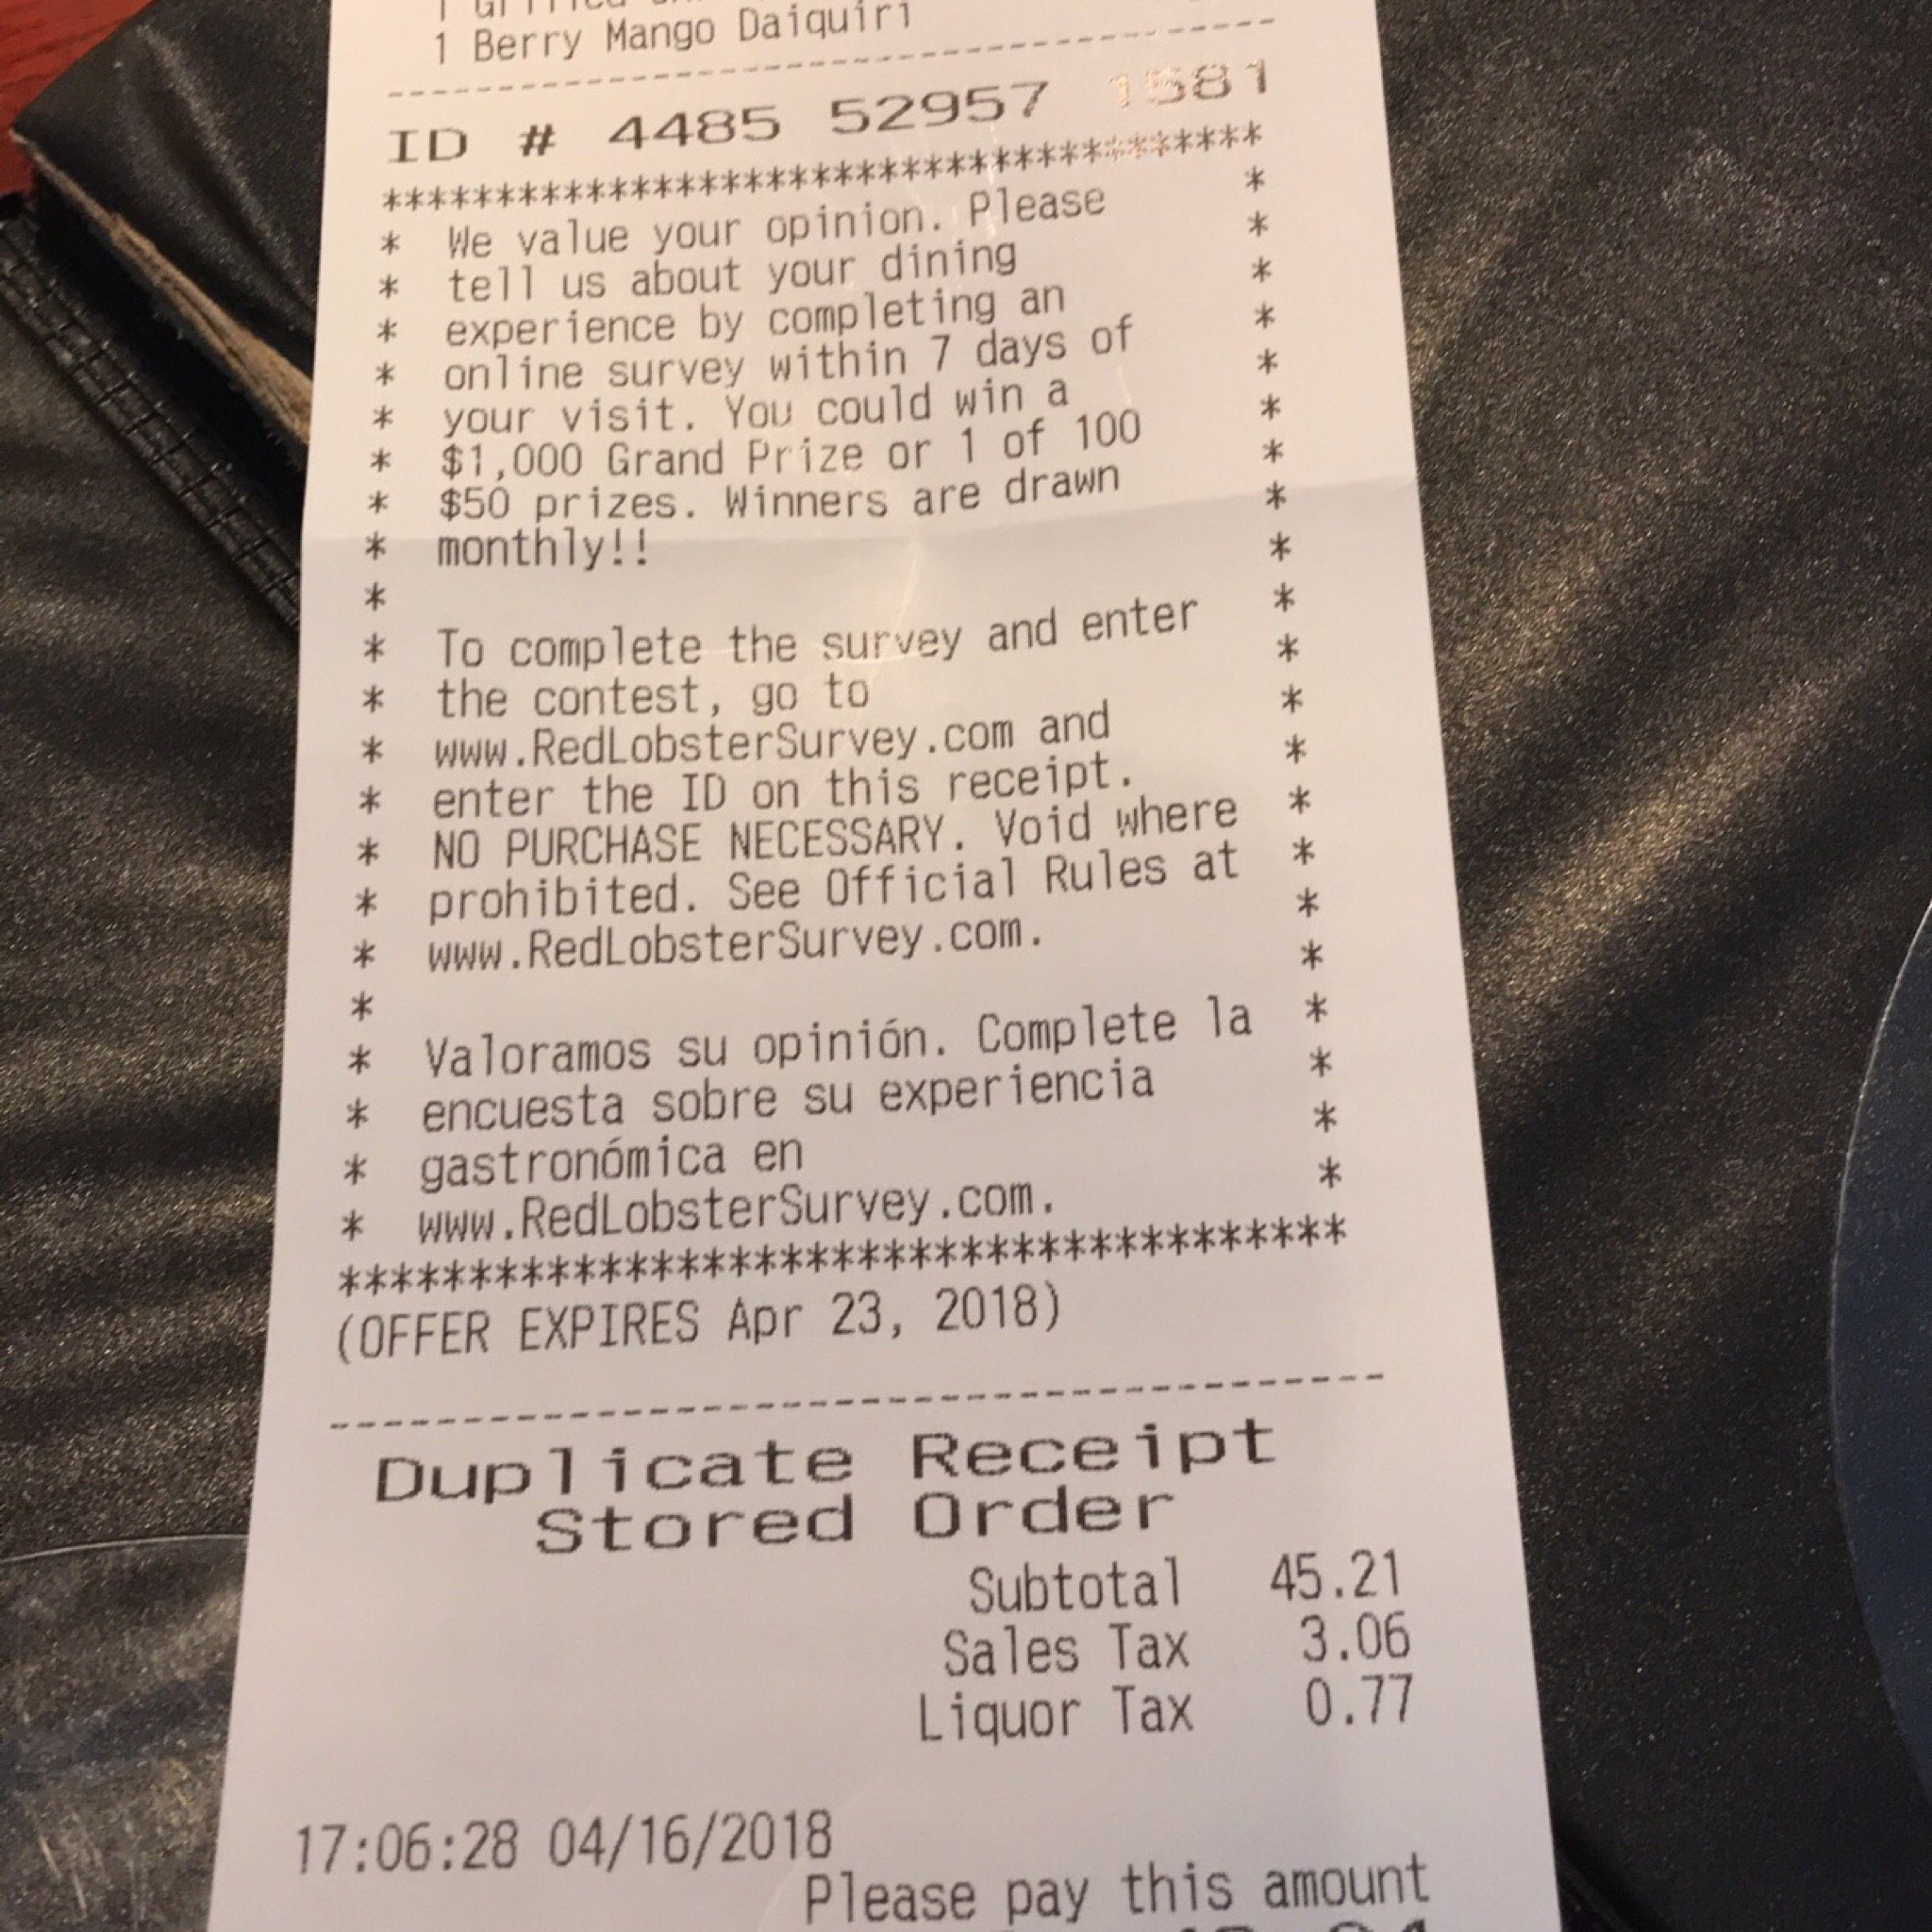 1 Berry Mango Daiquiri
------------------------------------
ID # 4485 52957 1581
***************************************
* We value your opinion. Please *
* tell us about your dining *
* experience by completing an *
* online survey within 7 days of *
* your visit. You could win a *
* $1,000 Grand Prize or 1 of 100 *
* $50 prizes. Winners are drawn *
* monthly!! *
* *
* To complete the survey and enter *
* the contest, go to *
* www.RedLobsterSurvey.com and *
* enter the ID on this receipt. *
* NO PURCHASE NECESSARY. Void where *
* prohibited. See Official Rules at *
* www.RedLobsterSurvey.com. *
* *
* Valoramos su opinión. Complete la *
* encuesta sobre su experiencia *
* gastronómica en *
* www.RedLobsterSurvey.com. *
***************************************
(OFFER EXPIRES Apr 23, 2018)
------------------------------------
Duplicate Receipt
Stored Order
Subtotal 45.21
Sales Tax 3.06
Liquor Tax 0.77
17:06:28 04/16/2018
Please pay this amount